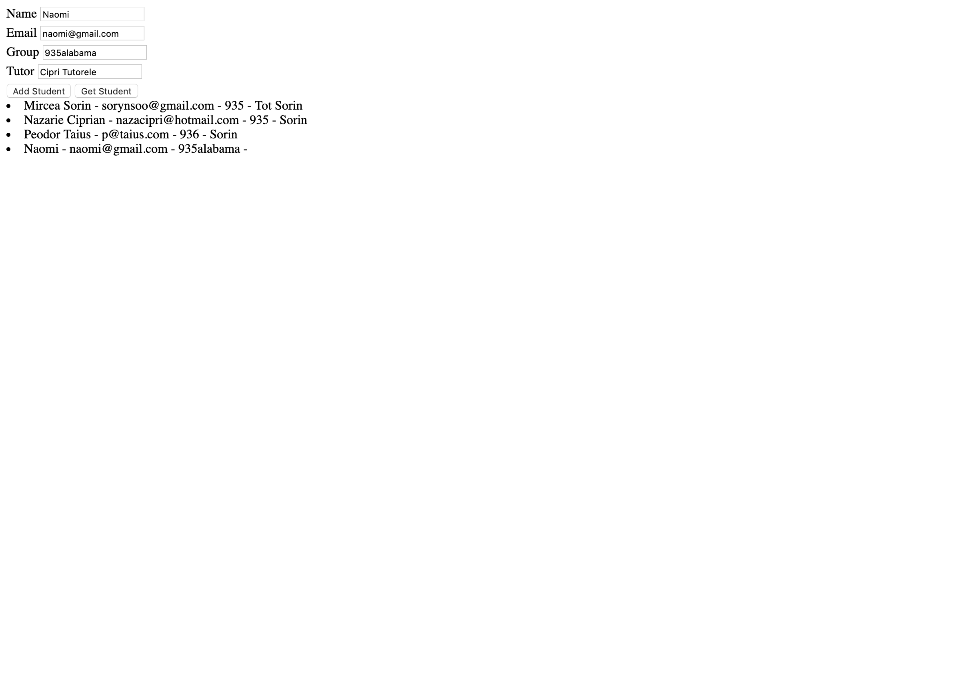 Name Naomi
Email naomi@gmail.com
Group 935alabama
Tutor Cipri Tutorele
Add Student Get Student
• Mircea Sorin - sorynsoo@gmail.com - 935 - Tot Sorin
• Nazarie Ciprian - nazacipri@hotmail.com - 935 - Sorin
• Peodor Taius - p@taius.com - 936 - Sorin
• Naomi - naomi@gmail.com - 935alabama -